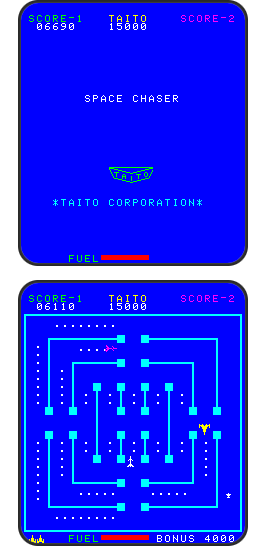 SCORE-1 TAITO SCORE-2
06690 15000
SPACE CHASER
TAITO
*TAITO CORPORATION*
FUEL
SCORE-1 TAITO SCORE-2
06110 15000
FUEL BONUS 4000